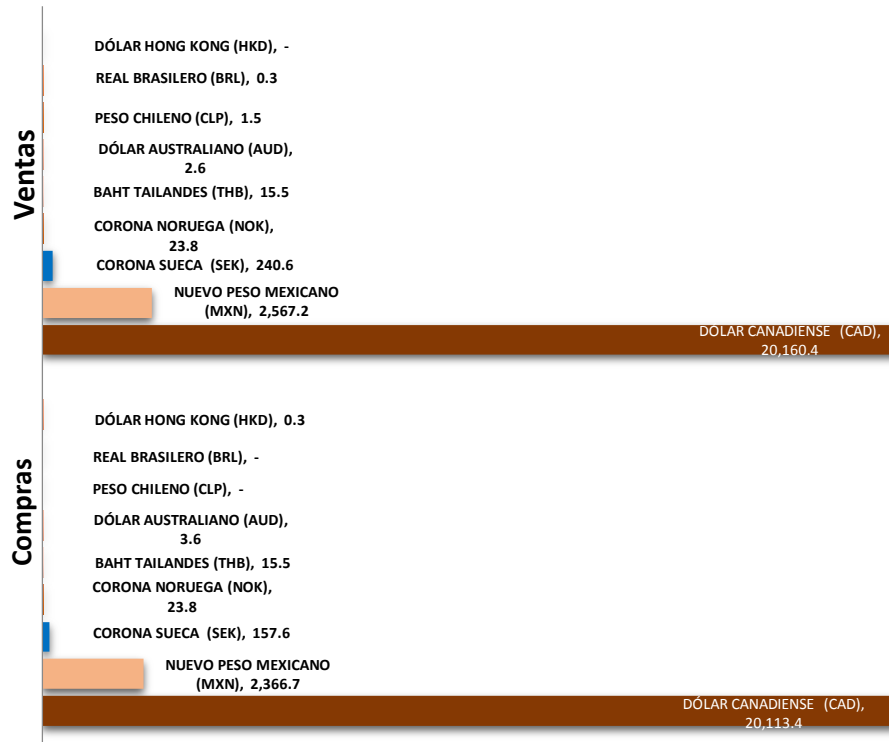 Ventas
DÓLAR HONG KONG (HKD), -
REAL BRASILERO (BRL), 0.3
PESO CHILENO (CLP), 1.5
DÓLAR AUSTRALIANO (AUD),
2.6
BAHT TAILANDES (THB), 15.5
CORONA NORUEGA (NOK),
23.8
CORONA SUECA (SEK), 240.6
NUEVO PESO MEXICANO
(MXN), 2,567.2
DÓLAR CANADIENSE (CAD),
20,160.4
Compras
DÓLAR HONG KONG (HKD), 0.3
REAL BRASILERO (BRL), -
PESO CHILENO (CLP), -
DÓLAR AUSTRALIANO (AUD),
3.6
BAHT TAILANDES (THB), 15.5
CORONA NORUEGA (NOK),
23.8
CORONA SUECA (SEK), 157.6
NUEVO PESO MEXICANO
(MXN), 2,366.7
DÓLAR CANADIENSE (CAD),
20,113.4